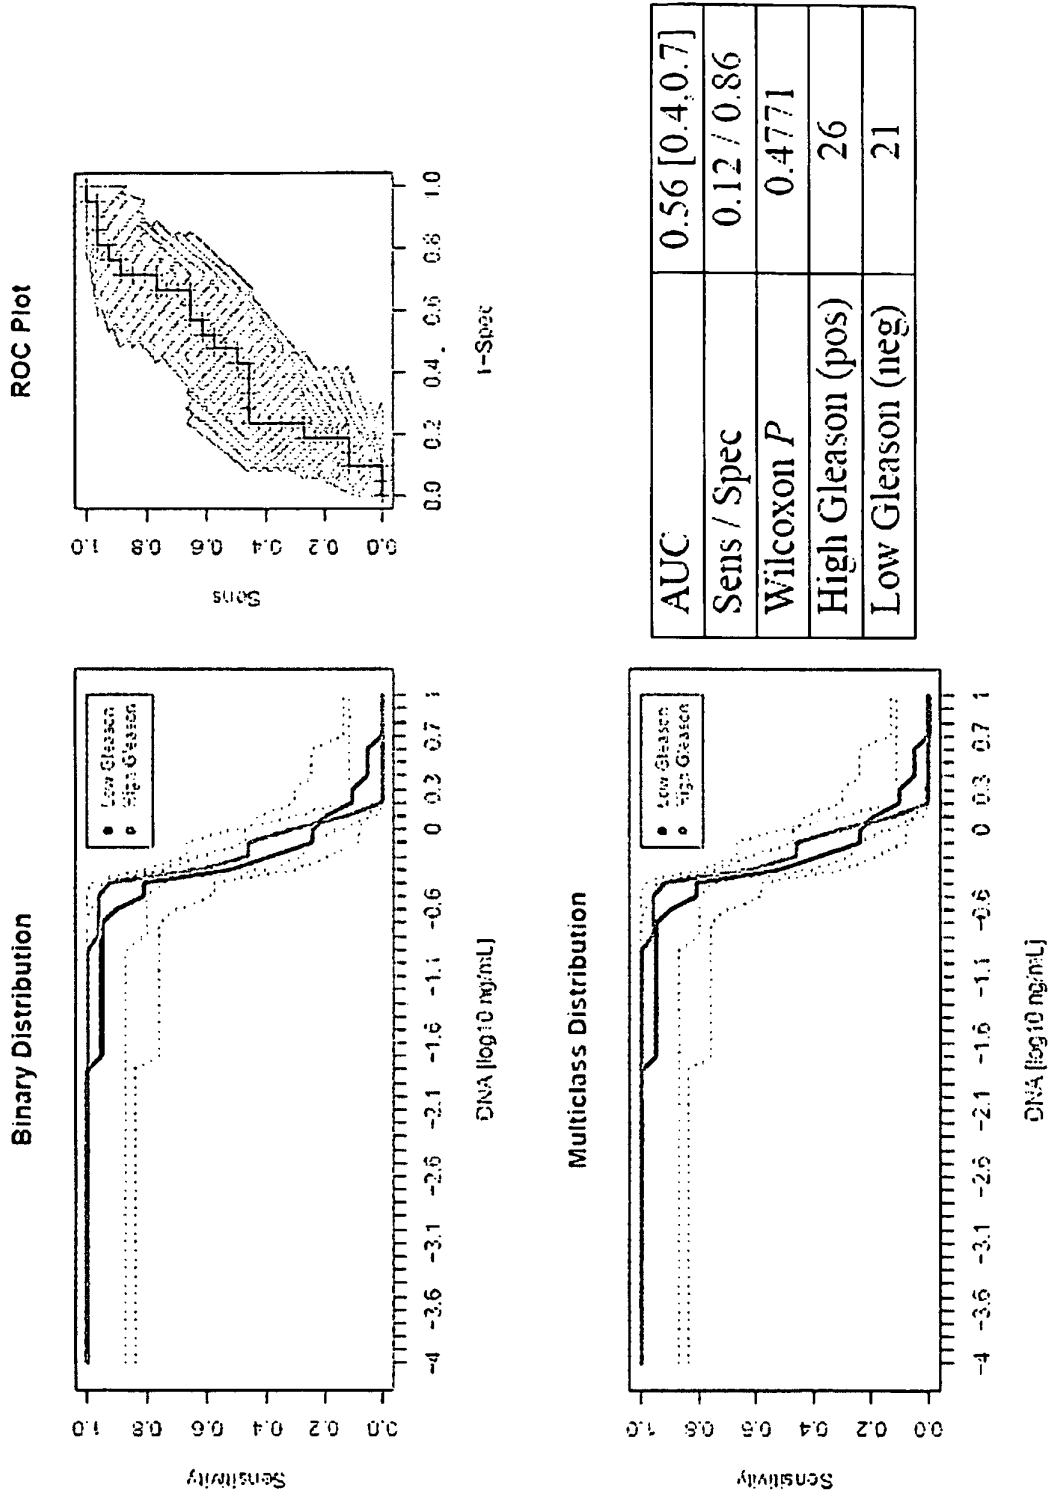 Binary Distribution
Low Gleason
High Gleason
Sensitivity
1.0
0.8
0.6
0.4
0.2
0.0
-4 -3.6 -3.1 -2.6 -2.1 -1.6 -1.1 -0.6 0 0.3 0.7 1
DNA [log10 ng/mL]
ROC Plot
Sens
1.0
0.8
0.6
0.4
0.2
0.0
0.0 0.2 0.4 0.6 0.8 1.0
1-Spec
Multiclass Distribution
Low Gleason
High Gleason
Sensitivity
1.0
0.8
0.6
0.4
0.2
0.0
-4 -3.6 -3.1 -2.6 -2.1 -1.6 -1.1 -0.6 0 0.3 0.7 1
DNA [log10 ng/mL]
AUC 0.56 [0.4,0.7]
Sens / Spec 0.12 / 0.86
Wilcoxon P 0.4771
High Gleason (pos) 26
Low Gleason (neg) 21